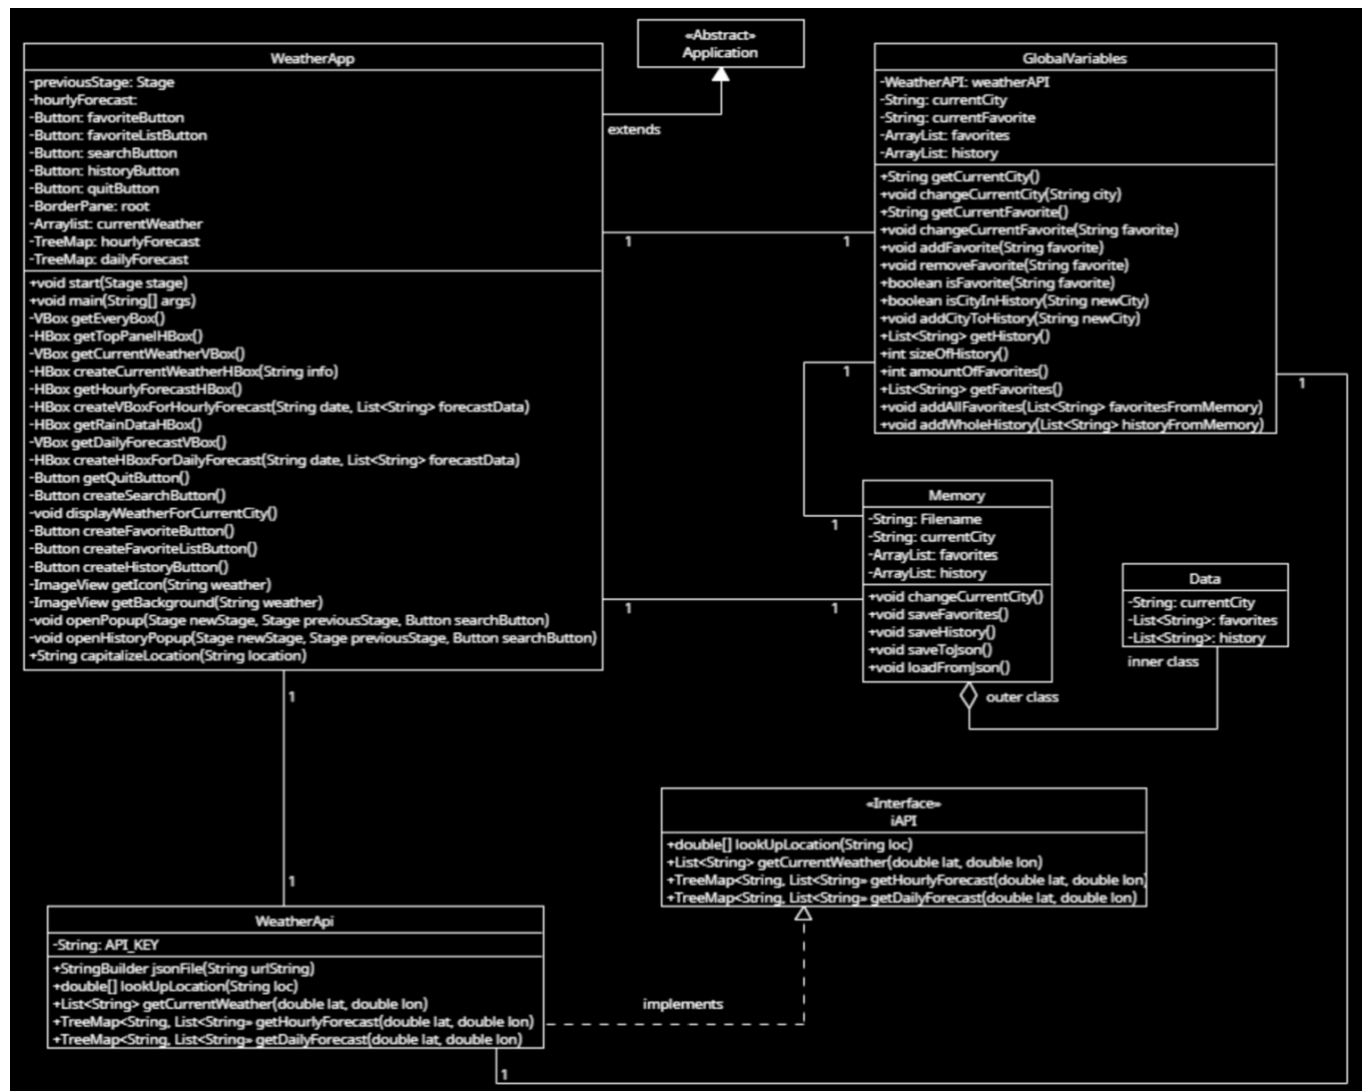 WeatherApp
-previousStage: Stage
-hourlyForecast:
-Button: favoriteButton
-Button: favoriteListButton
-Button: searchButton
-Button: historyButton
-Button: quitButton
-BorderPane: root
-Arraylist: currentWeather
-TreeMap: hourlyForecast
-TreeMap: dailyForecast
+void start(Stage stage)
+void main(String[] args)
-VBox getEveryBox()
-HBox getTopPanelHBox()
-VBox getCurrentWeatherVBox()
-HBox createCurrentWeatherHBox(String info)
-HBox getHourlyForecastHBox()
-HBox createVBoxForHourlyForecast(String date, List<String> forecastData)
-HBox getRainDataHBox()
-VBox getDailyForecastVBox()
-HBox createHBoxForDailyForecast(String date, List<String> forecastData)
-Button getQuitButton()
-Button createSearchButton()
-void displayWeatherForCurrentCity()
-Button createFavoriteButton()
-Button createFavoriteListButton()
-Button createHistoryButton()
-ImageView getIcon(String weather)
-ImageView getBackground(String weather)
-void openPopup(Stage newStage, Stage previousStage, Button searchButton)
-void openHistoryPopup(Stage newStage, Stage previousStage, Button searchButton)
+String capitalizeLocation(String location)
«Abstract»
Application
extends
GlobalVariables
-WeatherAPI: weatherAPI
-String: currentCity
-String: currentFavorite
-ArrayList: favorites
-ArrayList: history
+String getCurrentCity()
+void changeCurrentCity(String city)
+String getCurrentFavorite()
+void changeCurrentFavorite(String favorite)
+void addFavorite(String favorite)
+void removeFavorite(String favorite)
+boolean isFavorite(String favorite)
+boolean isCityInHistory(String newCity)
+void addCityToHistory(String newCity)
+List<String> getHistory()
+int sizeOfHistory()
+int amountOfFavorites()
+List<String> getFavorites()
+void addAllFavorites(List<String> favoritesFromMemory)
+void addWholeHistory(List<String> historyFromMemory)
1
1
1
1
1
1
1
Memory
-String: Filename
-String: currentCity
-ArrayList: favorites
-ArrayList: history
+void changeCurrentCity()
+void saveFavorites()
+void saveHistory()
+void saveToJson()
+void loadFromJson()
outer class
Data
-String: currentCity
-List<String>: favorites
-List<String>: history
inner class
«Interface»
iAPI
+double[] lookUpLocation(String loc)
+List<String> getCurrentWeather(double lat, double lon)
+TreeMap<String, List<String» getHourlyForecast(double lat, double lon)
+TreeMap<String, List<String» getDailyForecast(double lat, double lon)
implements
1
1
WeatherApi
-String: API_KEY
+StringBuilder jsonFile(String urlString)
+double[] lookUpLocation(String loc)
+List<String> getCurrentWeather(double lat, double lon)
+TreeMap<String, List<String» getHourlyForecast(double lat, double lon)
+TreeMap<String, List<String» getDailyForecast(double lat, double lon)
1